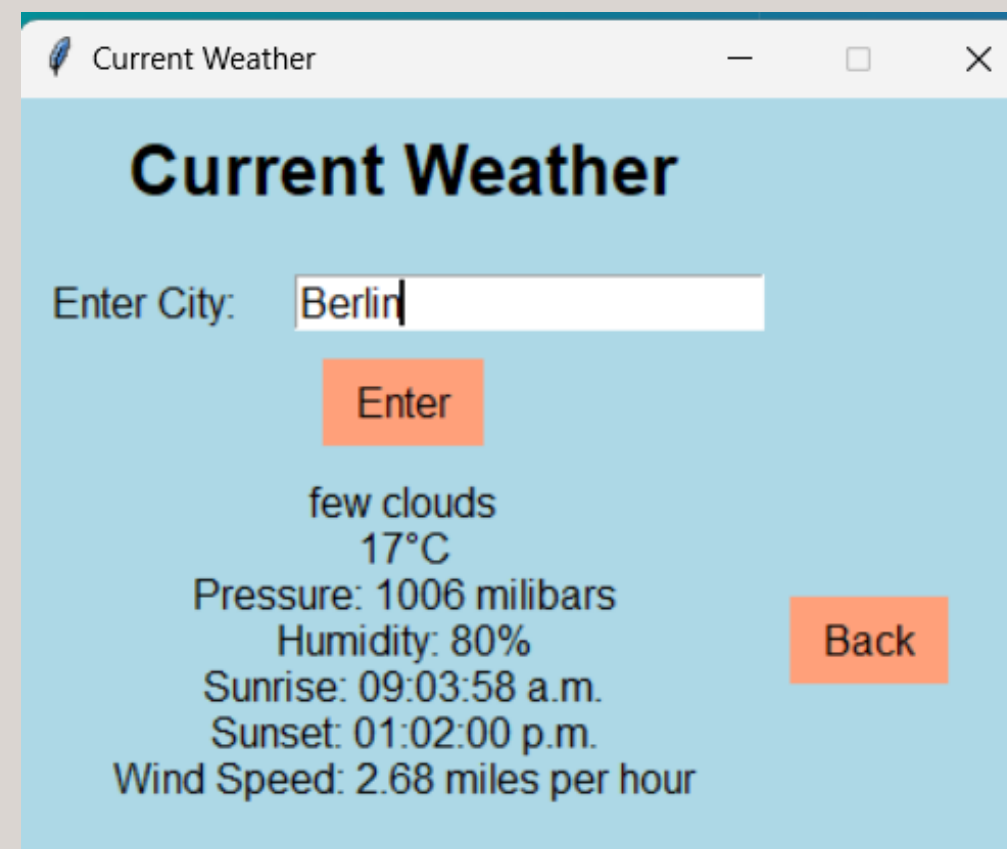 Current Weather
Current Weather
Enter City: Berlin
Enter
few clouds
17°C
Pressure: 1006 milibars
Humidity: 80%
Back
Sunrise: 09:03:58 a.m.
Sunset: 01:02:00 p.m.
Wind Speed: 2.68 miles per hour